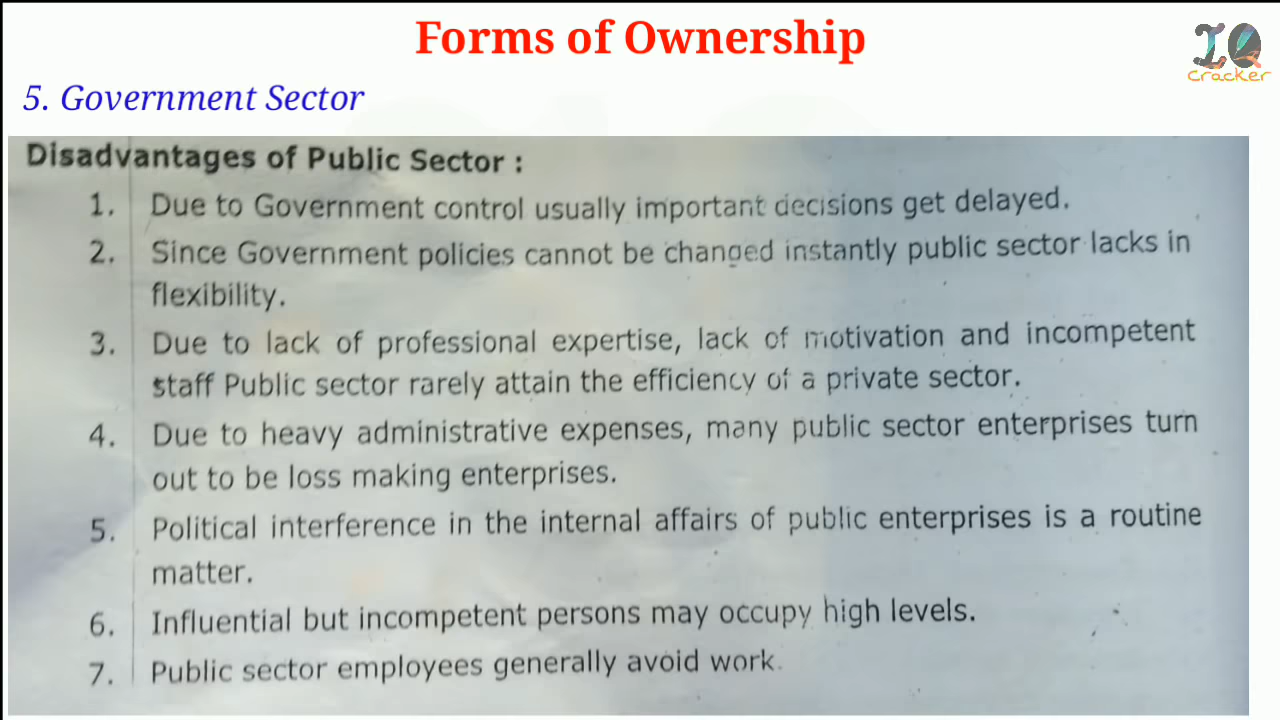 Forms of Ownership
IQ
Cracker
5. Government Sector
Disadvantages of Public Sector :
1. Due to Government control usually important decisions get delayed.
2. Since Government policies cannot be changed instantly public sector lacks in
flexibility.
3. Due to lack of professional expertise, lack of motivation and incompetent
staff Public sector rarely attain the efficiency of a private sector.
4. Due to heavy administrative expenses, many public sector enterprises turn
out to be loss making enterprises.
5. Political interference in the internal affairs of public enterprises is a routine
matter.
6. Influential but incompetent persons may occupy high levels.
7. Public sector employees generally avoid work.